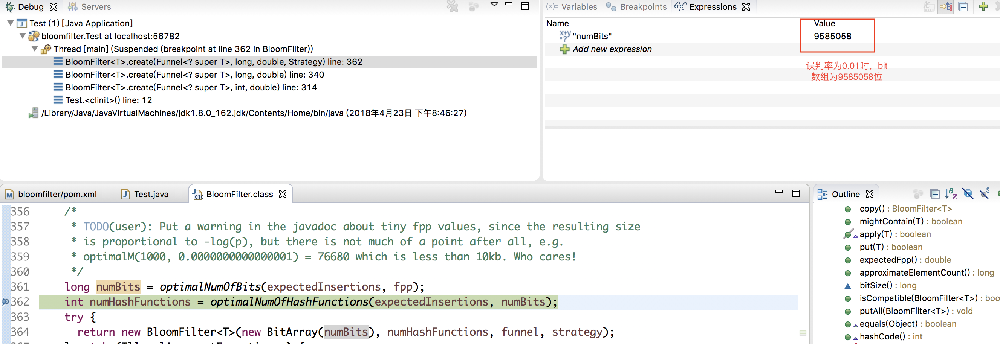 Debug
Servers
Test (1) [Java Application]
bloomfilter.Test at localhost:56782
Thread [main] (Suspended (breakpoint at line 362 in BloomFilter))
BloomFilter<T>.create(Funnel<? super T>, long, double, Strategy) line: 362
BloomFilter<T>.create(Funnel<? super T>, long, double) line: 340
BloomFilter<T>.create(Funnel<? super T>, int, double) line: 314
Test.<clinit>() line: 12
/Library/Java/JavaVirtualMachines/jdk1.8.0_162.jdk/Contents/Home/bin/java (2018年4月23日 下午8:46:27)
(x)= Variables
Breakpoints
Expressions
Name Value
"numBits" 9585058
Add new expression
误判率为0.01时，bit
数组为9585058位
bloomfilter/pom.xml
Test.java
BloomFilter.class
356 /*
357 * TODO(user): Put a warning in the javadoc about tiny fpp values, since the resulting size
358 * is proportional to -log(p), but there is not much of a point after all, e.g.
359 * optimalM(1000, 0.0000000000000001) = 76680 which is less than 10kb. Who cares!
360 */
361 long numBits = optimalNumOfBits(expectedInsertions, fpp);
362 int numHashFunctions = optimalNumOfHashFunctions(expectedInsertions, numBits);
363 try {
364 return new BloomFilter<T>(new BitArray(numBits), numHashFunctions, funnel, strategy);
Outline
copy() : BloomFilter<T>
mightContain(T) : boolean
apply(T) : boolean
put(T) : boolean
expectedFpp() : double
approximateElementCount() : long
bitSize() : long
isCompatible(BloomFilter<T>) : boo
putAll(BloomFilter<T>) : void
equals(Object) : boolean
hashCode() : int